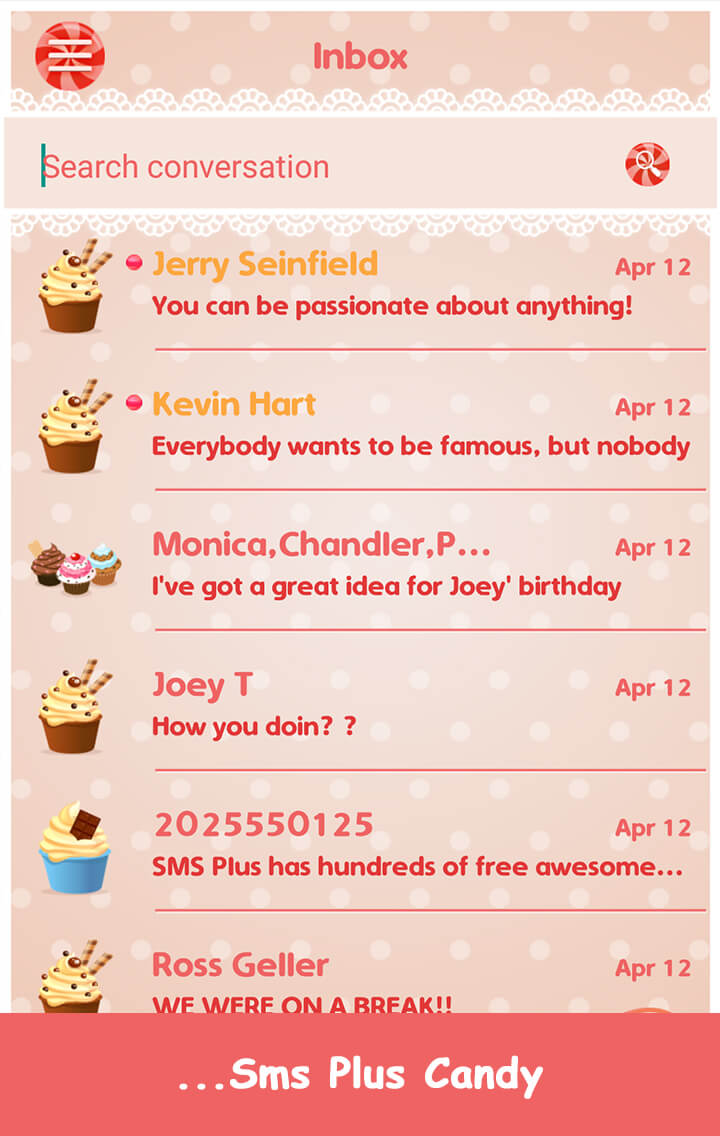 Inbox
Search conversation
Jerry Seinfield
Apr 12
You can be passionate about anything!
Kevin Hart
Apr 12
Everybody wants to be famous, but nobody
Monica,Chandler,P...
Apr 12
I've got a great idea for Joey' birthday
Joey T
Apr 12
How you doin? ?
2025550125
Apr 12
SMS Plus has hundreds of free awesome...
Ross Geller
Apr 12
WE WERE ON A BREAK!!
...Sms Plus Candy